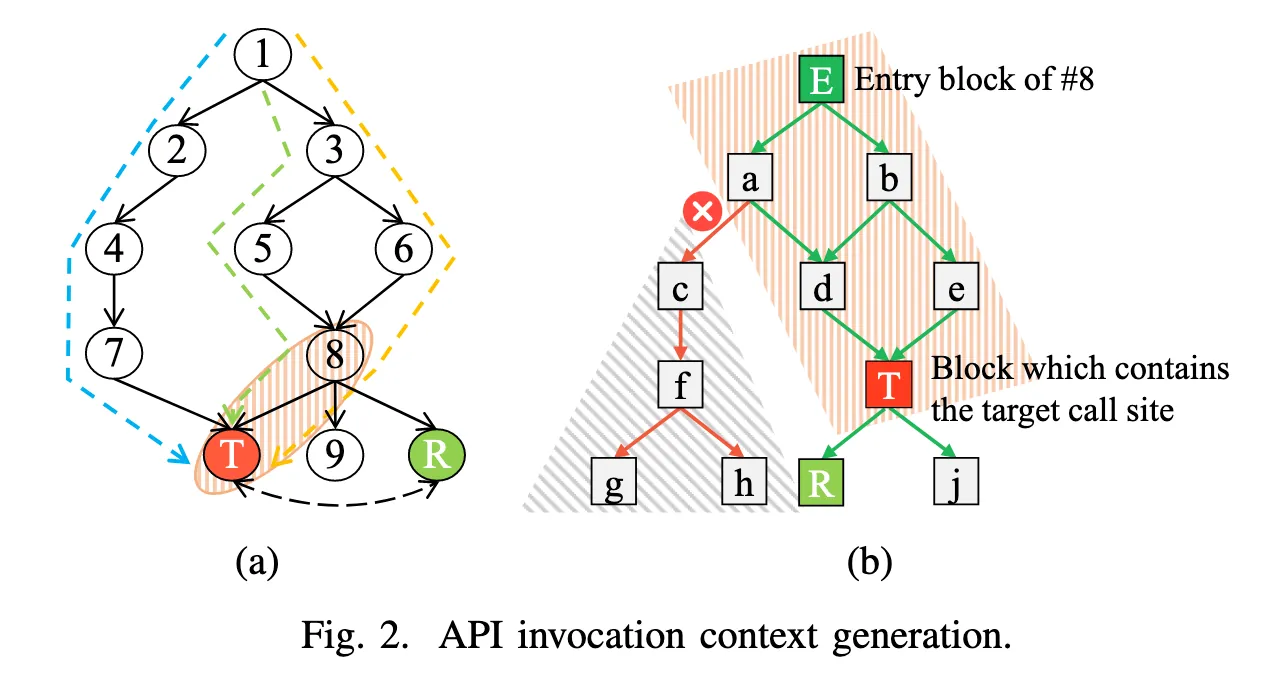 1
2
3
4
5
6
7
8
T
9
R
(a)
E
Entry block of #8
a
b
c
d
e
f
T
Block which contains
the target call site
g
h
R
j
(b)
Fig. 2. API invocation context generation.